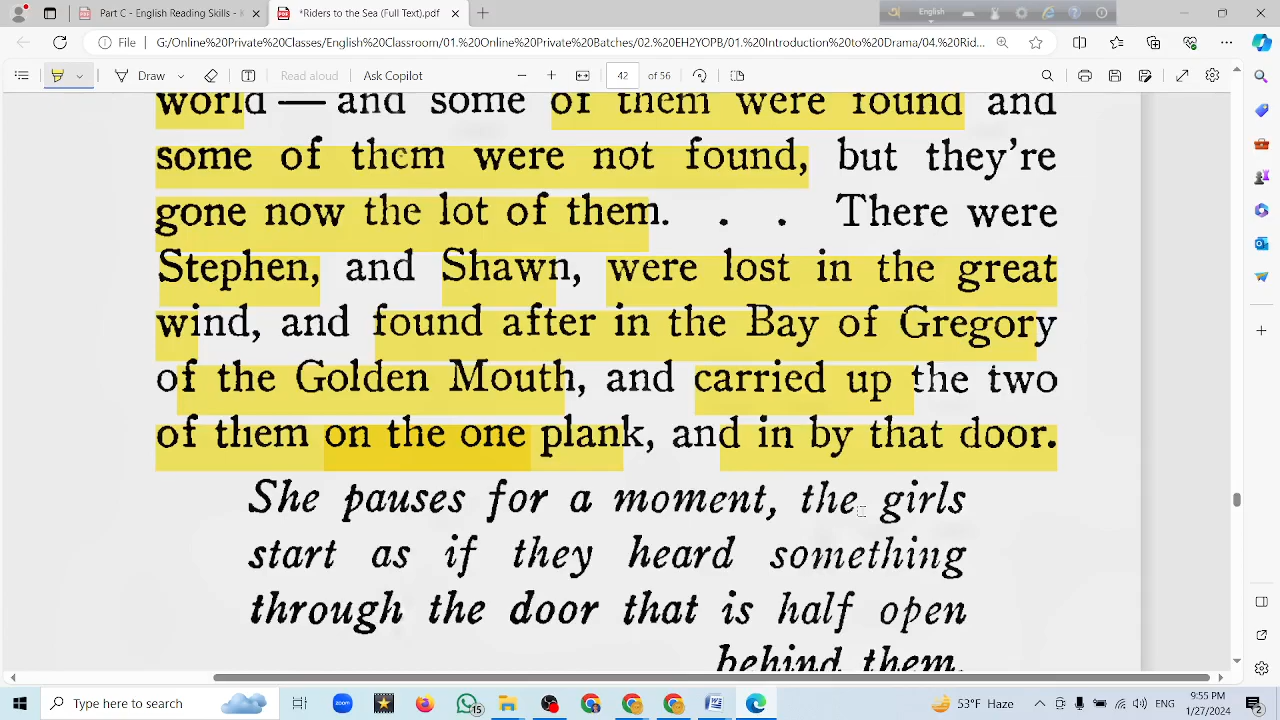 Part C - English Reading Skills - k
*Riders to the Sea (Full Text).pdf
English
File
G:/Online%20Private%20Classes/English%20Classroom/01.Online%20Private%20Batches/02.EH2YOPB/01.%20Introduction%20to%20Drama/04.%20Rid...
Draw
Read aloud
Ask Copilot
42
of 56
world — and some of them were found and
some of them were not found, but they're
gone now the lot of them. . . There were
Stephen, and Shawn, were lost in the great
wind, and found after in the Bay of Gregory
of the Golden Mouth, and carried up the two
of them on the one plank, and in by that door.
She pauses for a moment, the girls
start as if they heard something
through the door that is half open
behind them.
Type here to search
zoom
15
53°F Haze
ENG
9:55 PM
1/27/2024
2